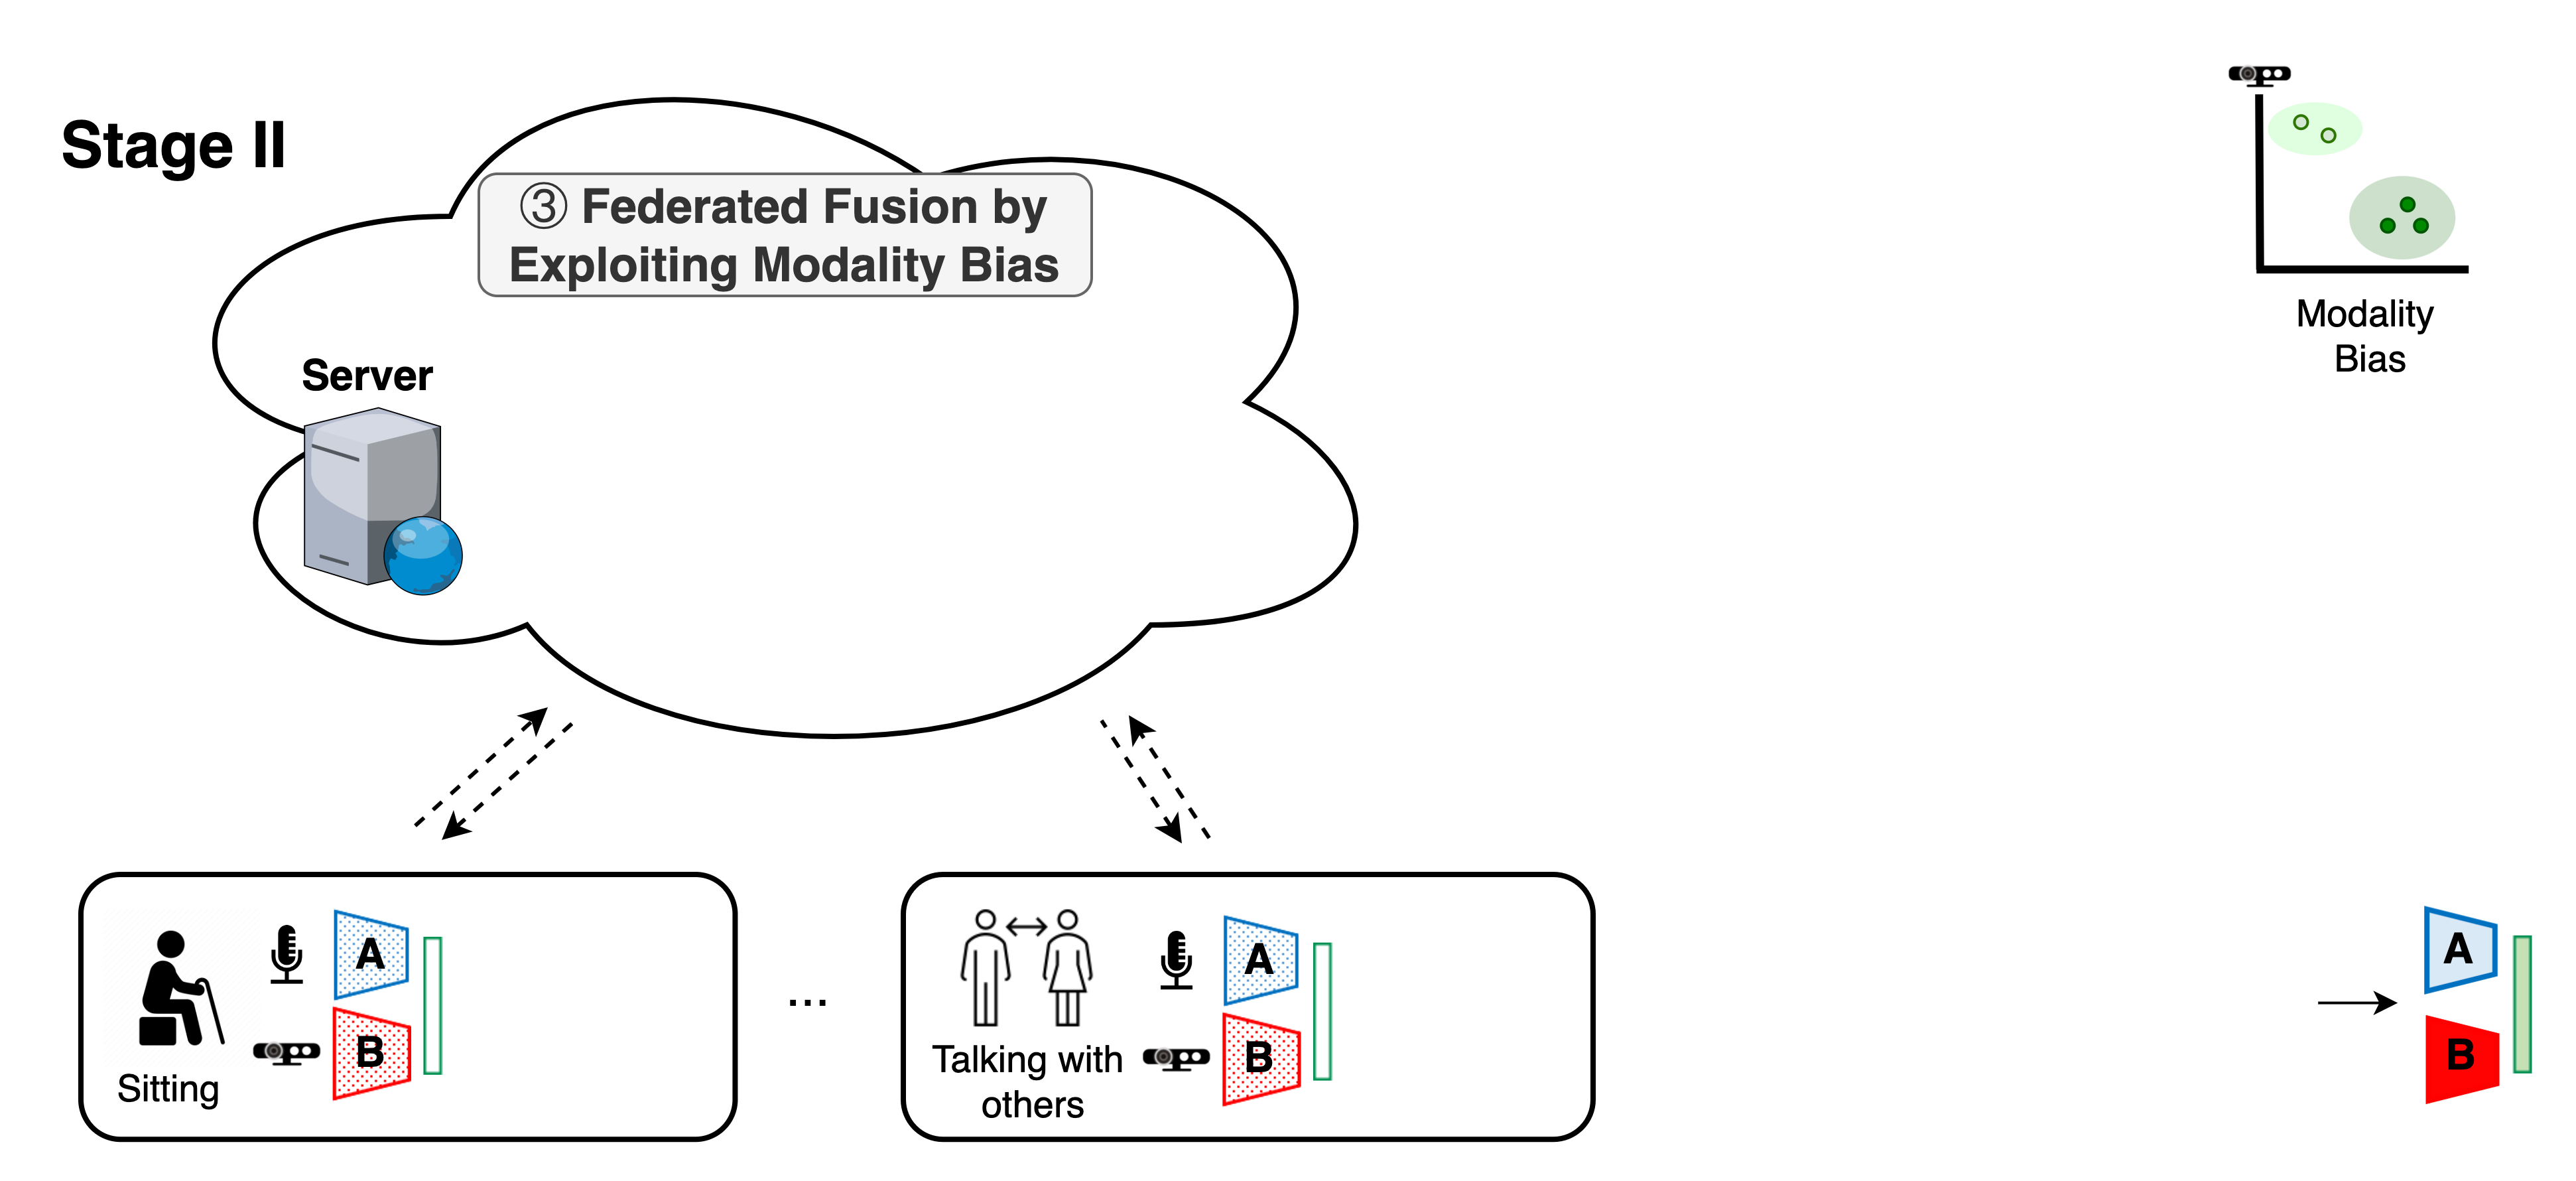 Stage II
③ Federated Fusion by
Exploiting Modality Bias
Server
Modality
Bias
A
B
Sitting
...
A
B
Talking with
others
A
B